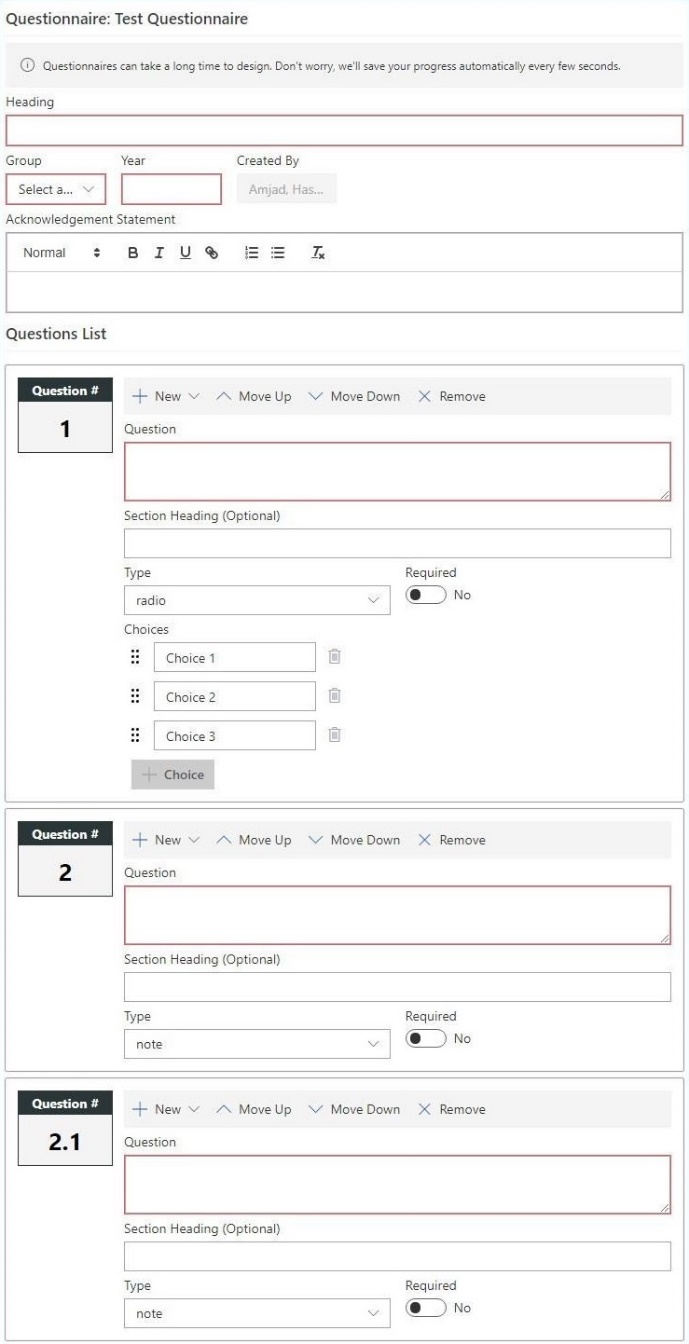 Questionnaire: Test Questionnaire
Questionnaires can take a long time to design. Don't worry, we'll save your progress automatically every few seconds.
Heading
Group Year Created By
Select a... Amjad, Has...
Acknowledgement Statement
Normal B I U Tx
Questions List
Question # New Move Up Move Down Remove
1
Question
Section Heading (Optional)
Type Required
radio No
Choices
Choice 1
Choice 2
Choice 3
Choice
Question # New Move Up Move Down Remove
2
Question
Section Heading (Optional)
Type Required
note No
Question # New Move Up Move Down Remove
2.1
Question
Section Heading (Optional)
Type Required
note No